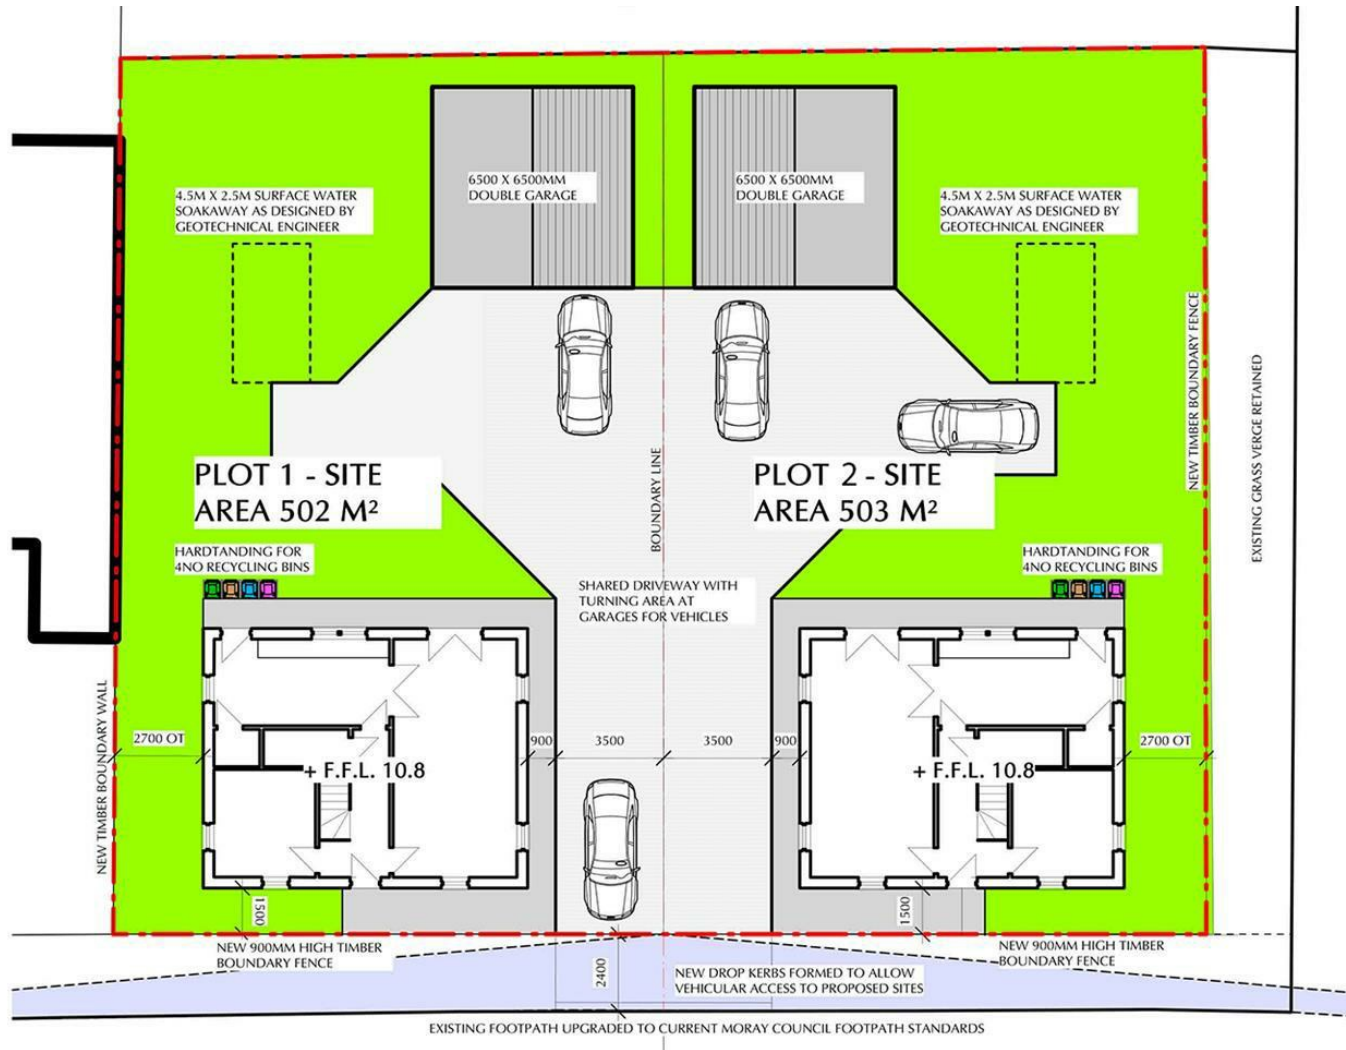 6500 X 6500MM
DOUBLE GARAGE
6500 X 6500MM
DOUBLE GARAGE
4.5M X 2.5M SURFACE WATER
SOAKAWAY AS DESIGNED BY
GEOTECHNICAL ENGINEER
4.5M X 2.5M SURFACE WATER
SOAKAWAY AS DESIGNED BY
GEOTECHNICAL ENGINEER
NEW TIMBER BOUNDARY FENCE
EXISTING GRASS VERGE RETAINED
PLOT 1 - SITE
AREA 502 M²
BOUNDARY LINE
PLOT 2 - SITE
AREA 503 M²
HARDTANDING FOR
4NO RECYCLING BINS
HARDTANDING FOR
4NO RECYCLING BINS
SHARED DRIVEWAY WITH
TURNING AREA AT
GARAGES FOR VEHICLES
NEW TIMBER BOUNDARY WALL
2700 OT
900
3500
3500
900
2700 OT
+ F.F.L. 10.8
+ F.F.L. 10.8
1500
1500
NEW 900MM HIGH TIMBER
BOUNDARY FENCE
NEW 900MM HIGH TIMBER
BOUNDARY FENCE
2400
NEW DROP KERBS FORMED TO ALLOW
VEHICULAR ACCESS TO PROPOSED SITES
EXISTING FOOTPATH UPGRADED TO CURRENT MORAY COUNCIL FOOTPATH STANDARDS